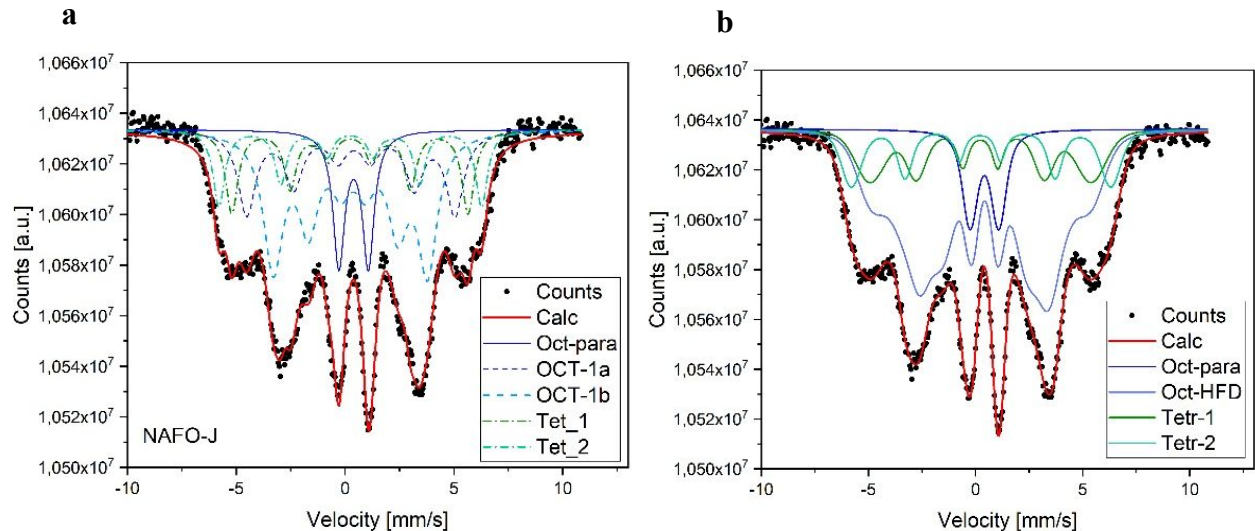 a
1,066x10⁷
1,064x10⁷
1,062x10⁷
1,060x10⁷
1,058x10⁷
1,056x10⁷
1,054x10⁷
1,052x10⁷
1,050x10⁷
Counts [a.u.]
-10
-5
0
5
10
Velocity [mm/s]
NAFO-J
Counts
Calc
Oct-para
OCT-1a
OCT-1b
Tet_1
Tet_2
b
1,066x10⁷
1,064x10⁷
1,062x10⁷
1,060x10⁷
1,058x10⁷
1,056x10⁷
1,054x10⁷
1,052x10⁷
1,050x10⁷
Counts [a.u.]
-10
-5
0
5
10
Velocity [mm/s]
Counts
Calc
Oct-para
Oct-HFD
Tetr-1
Tetr-2